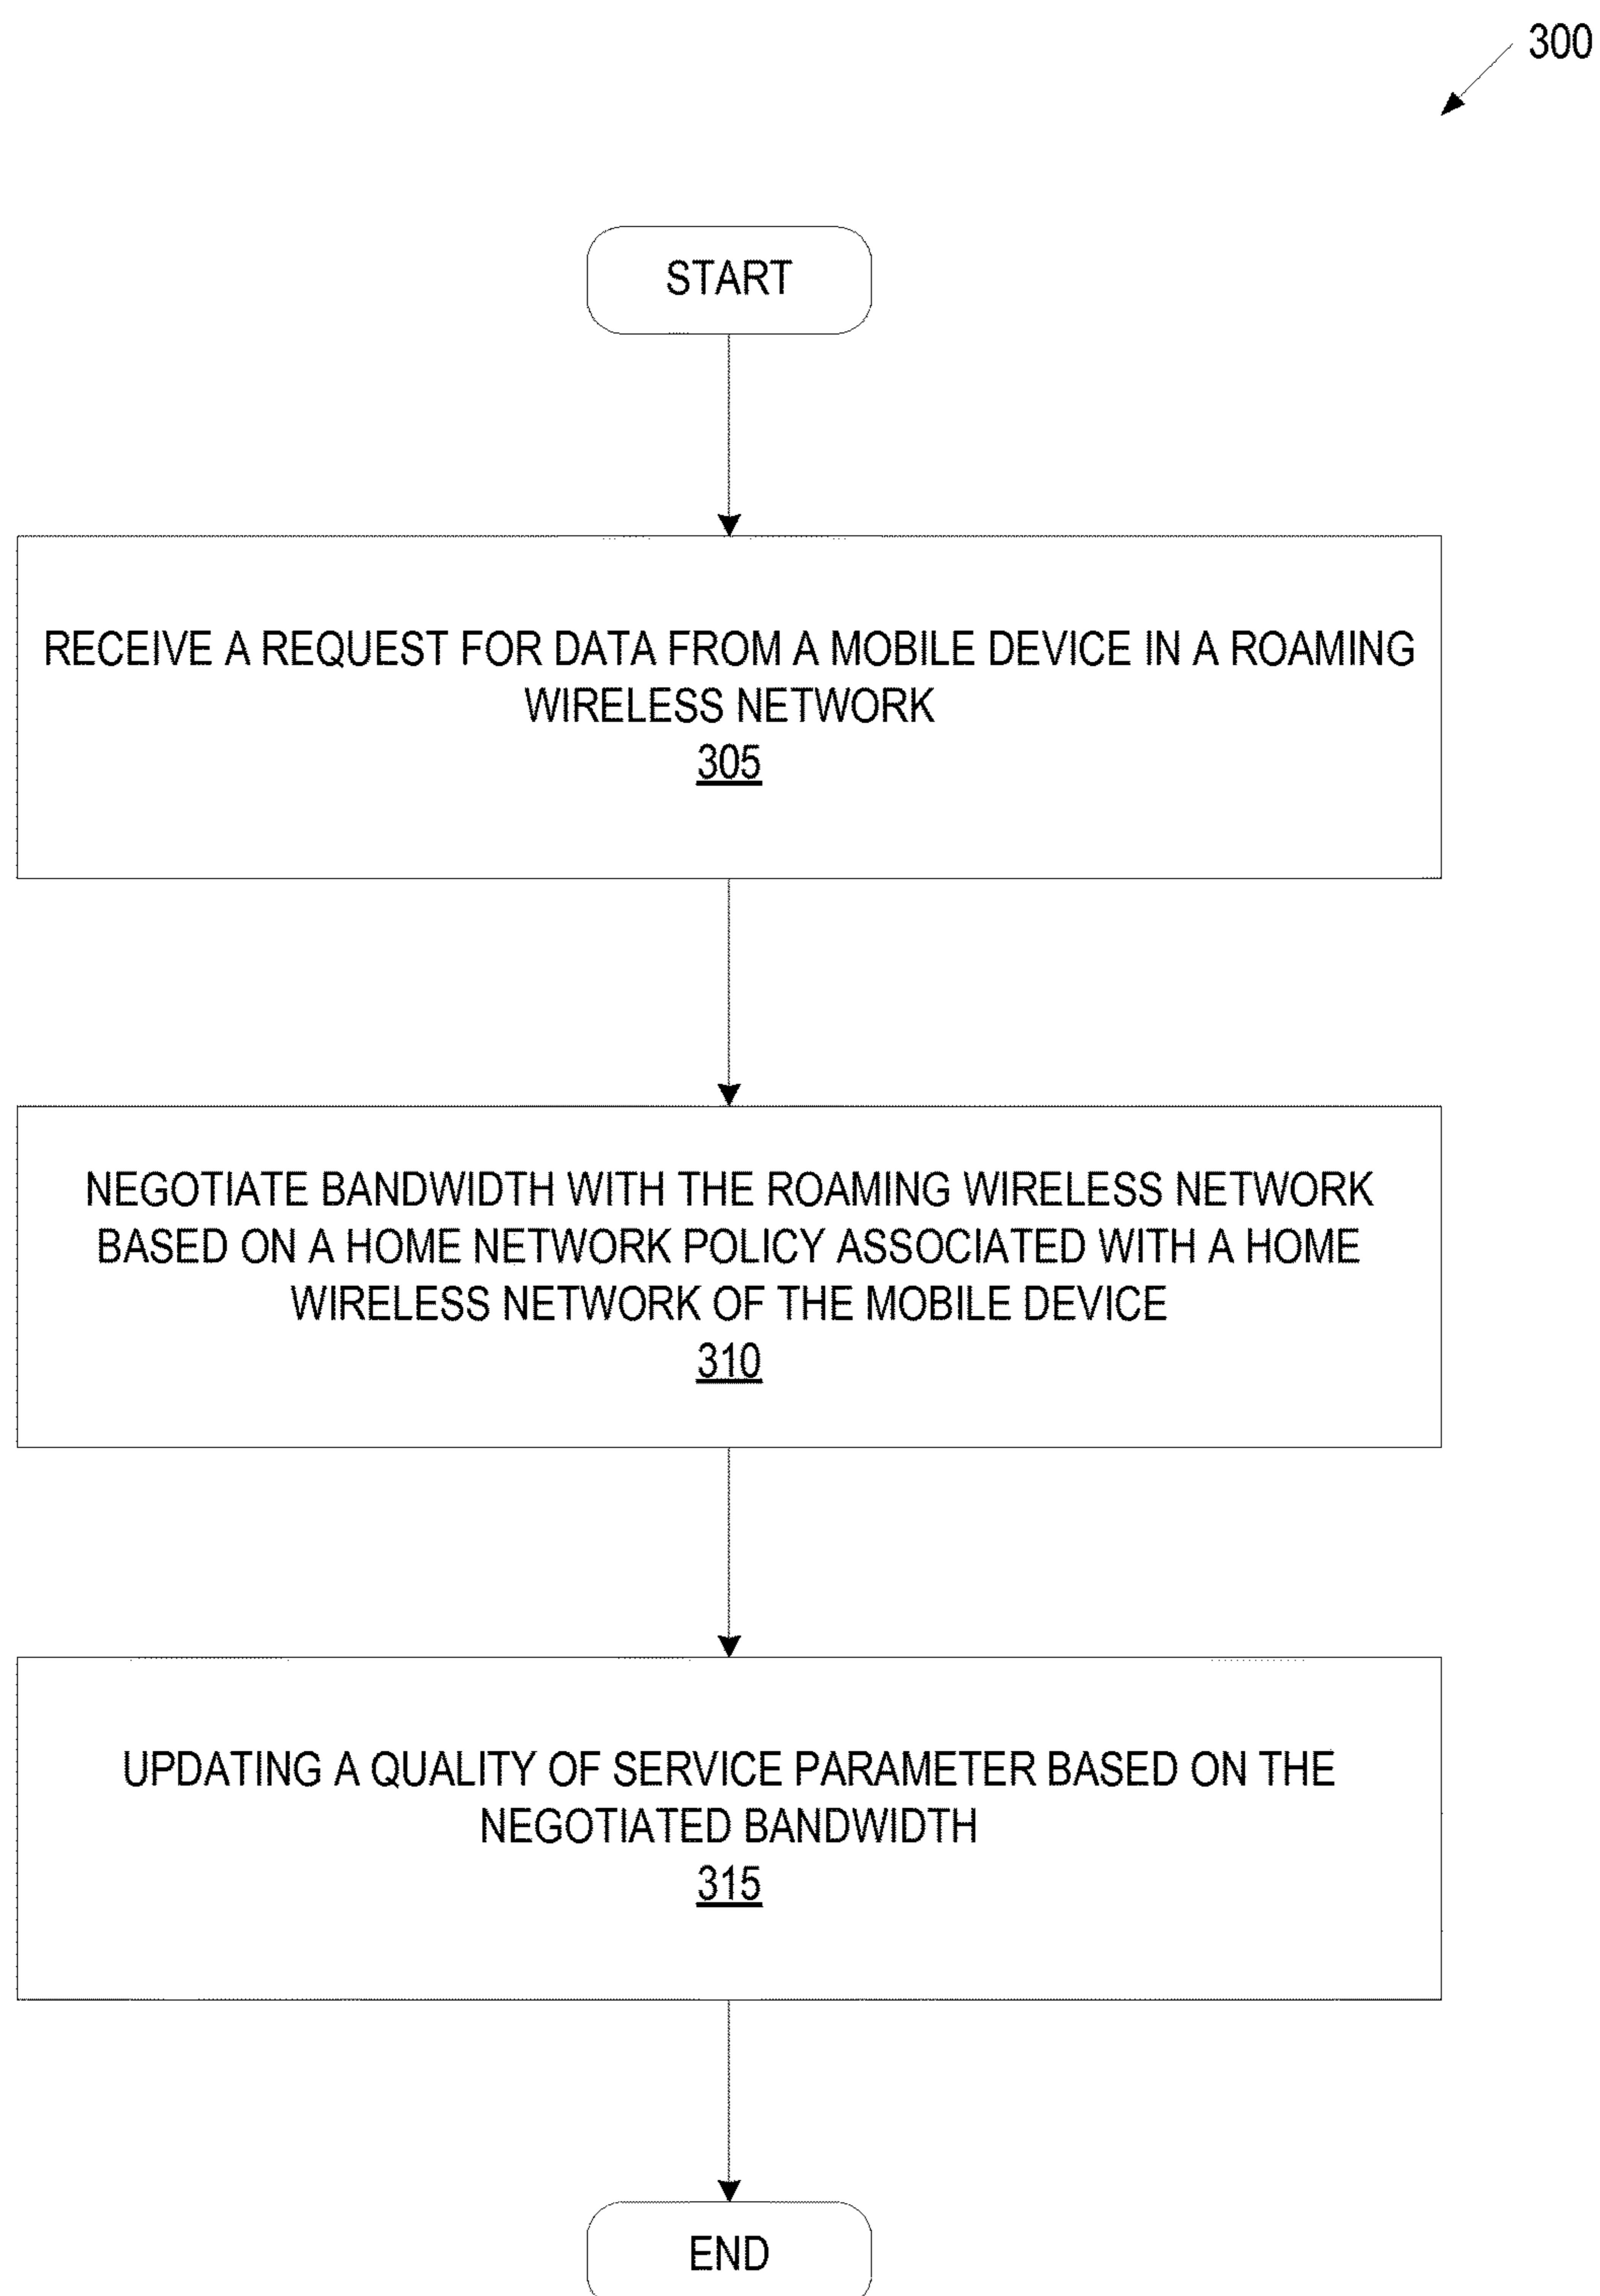 300
START
RECEIVE A REQUEST FOR DATA FROM A MOBILE DEVICE IN A ROAMING
WIRELESS NETWORK
305
NEGOTIATE BANDWIDTH WITH THE ROAMING WIRELESS NETWORK
BASED ON A HOME NETWORK POLICY ASSOCIATED WITH A HOME
WIRELESS NETWORK OF THE MOBILE DEVICE
310
UPDATING A QUALITY OF SERVICE PARAMETER BASED ON THE
NEGOTIATED BANDWIDTH
315
END